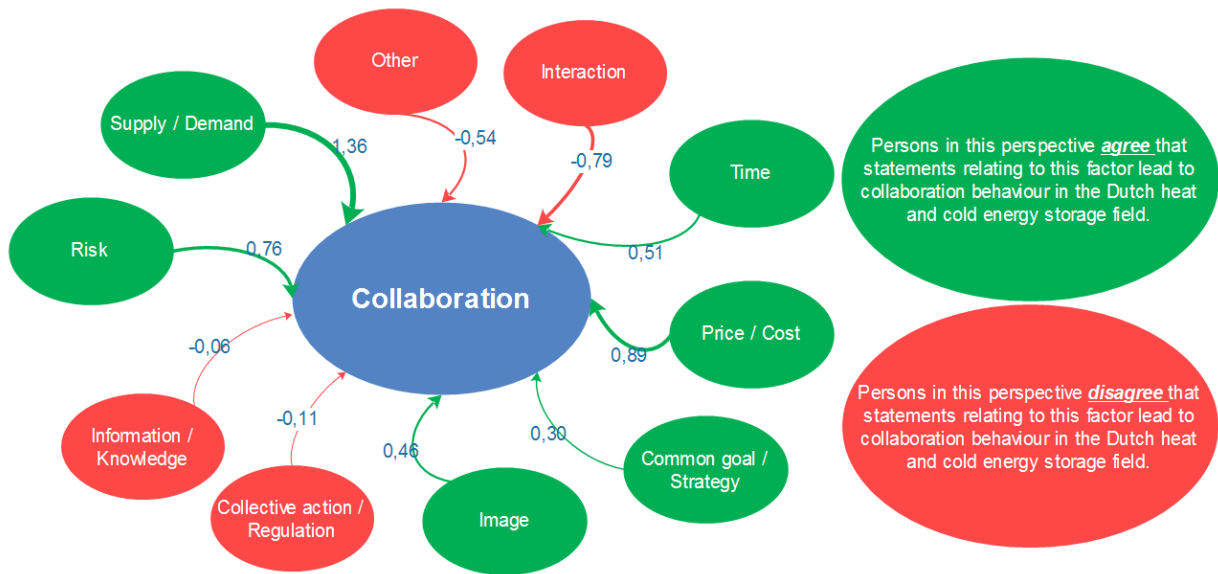 Other
Interaction
Supply / Demand
1,36
-0,54
-0,79
Time
Risk
0,76
0,51
Collaboration
Price / Cost
0,89
-0,06
-0,11
0,46
0,30
Information /
Knowledge
Collective action /
Regulation
Image
Common goal /
Strategy
Persons in this perspective agree that
statements relating to this factor lead to
collaboration behaviour in the Dutch heat
and cold energy storage field.
Persons in this perspective disagree that
statements relating to this factor lead to
collaboration behaviour in the Dutch heat
and cold energy storage field.